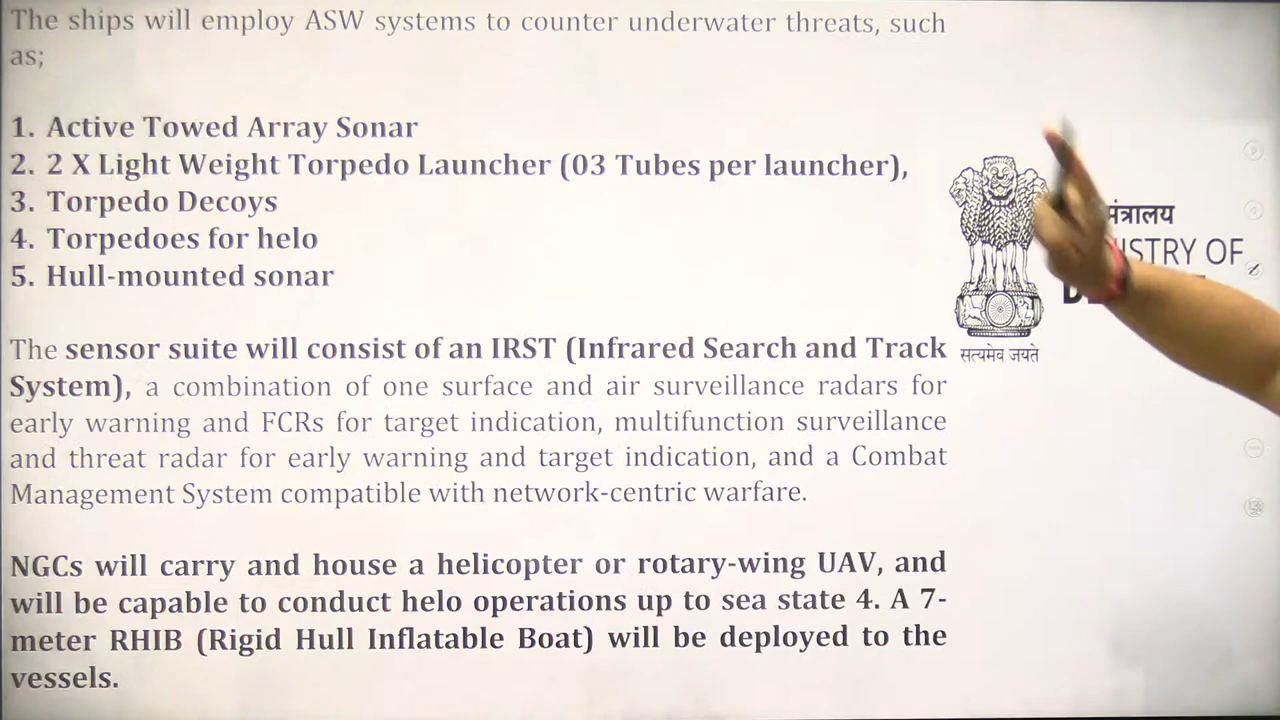 The ships will employ ASW systems to counter underwater threats, such
as;
1. Active Towed Array Sonar
2. 2 X Light Weight Torpedo Launcher (03 Tubes per launcher),
3. Torpedo Decoys
4. Torpedoes for helo
5. Hull-mounted sonar
The sensor suite will consist of an IRST (Infrared Search and Track
System), a combination of one surface and air surveillance radars for
early warning and FCRs for target indication, multifunction surveillance
and threat radar for early warning and target indication, and a Combat
Management System compatible with network-centric warfare.
NGCs will carry and house a helicopter or rotary-wing UAV, and
will be capable to conduct helo operations up to sea state 4. A 7-
meter RHIB (Rigid Hull Inflatable Boat) will be deployed to the
vessels.
मंत्रालय
ISTRY OF
सत्यमेव जयते